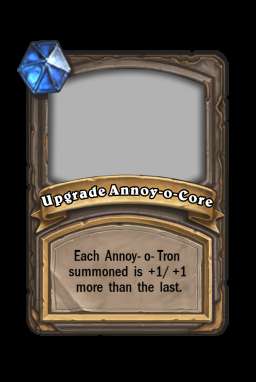 Upgrade Annoy-o-Core
Each Annoy- o- Tron
summoned is +1/ +1
more than the last.